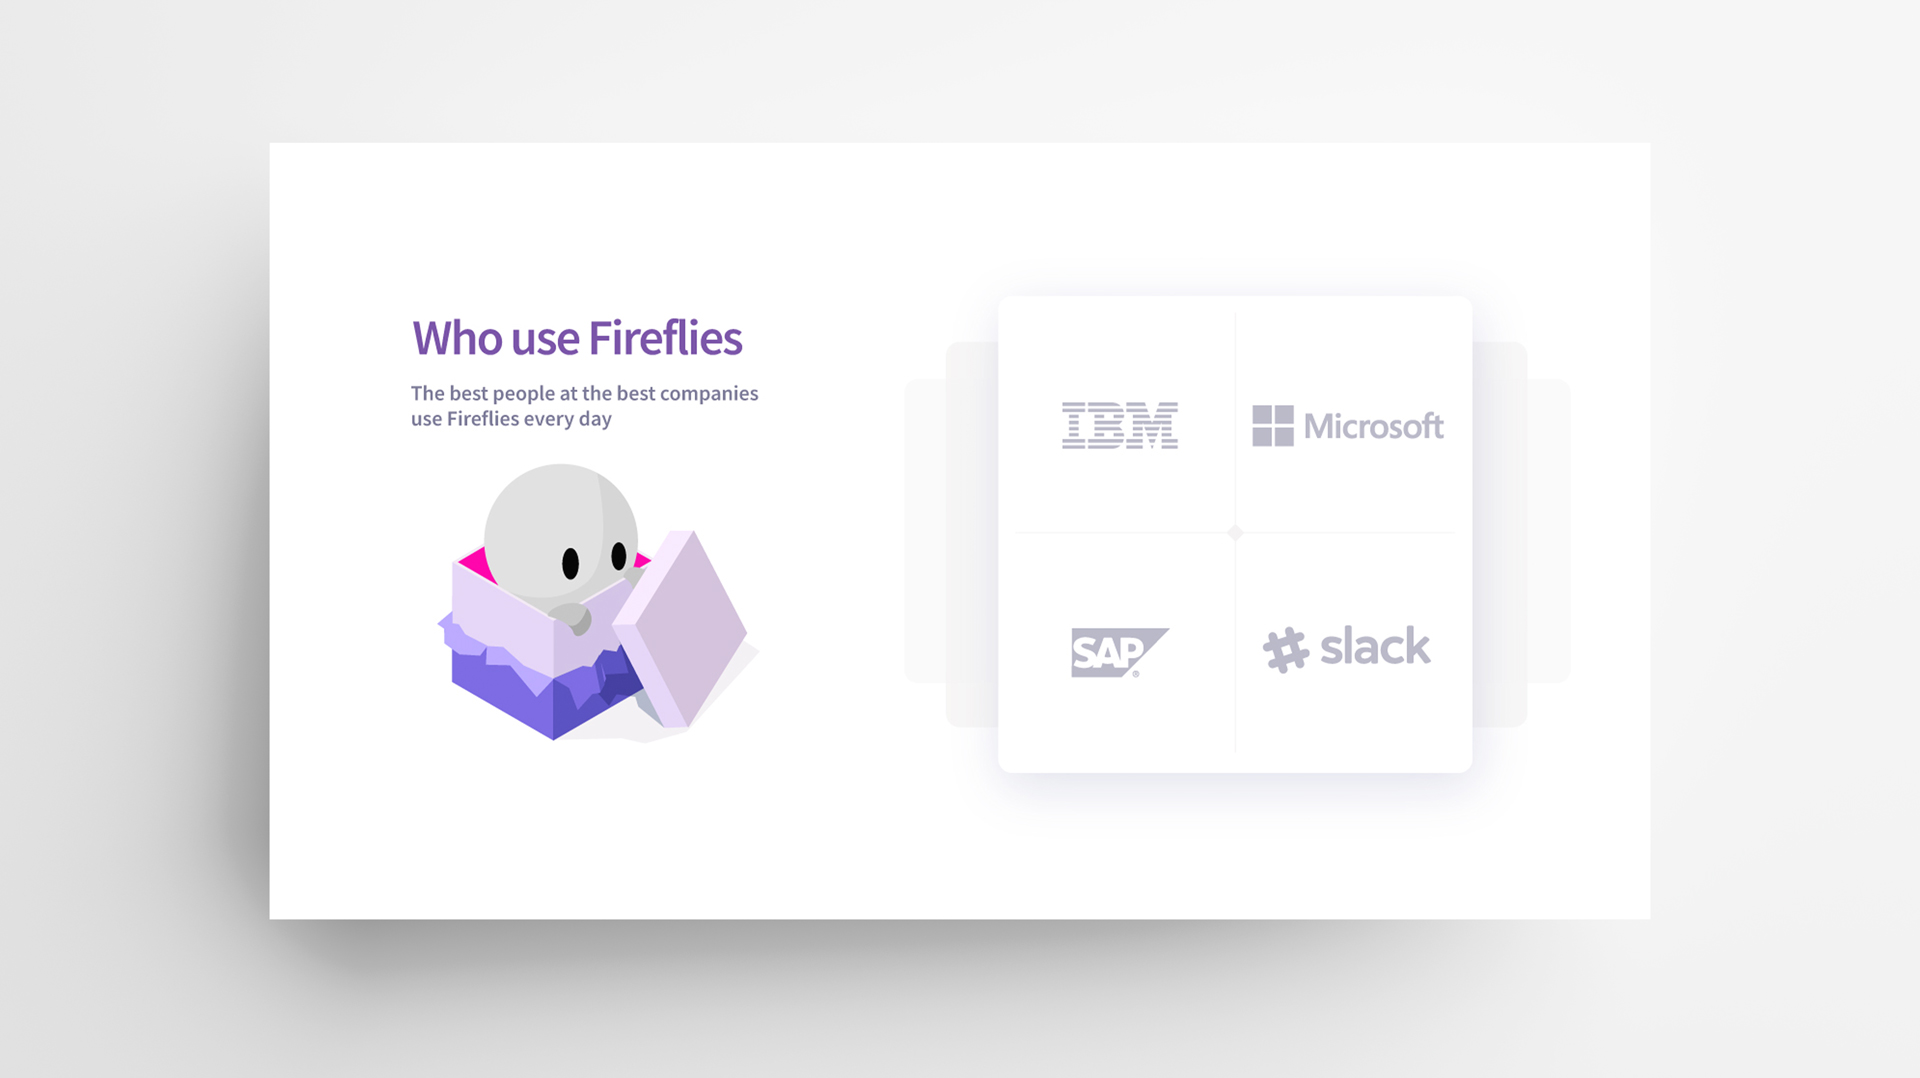 Who use Fireflies
The best people at the best companies
use Fireflies every day
IBM
Microsoft
SAP
®
slack